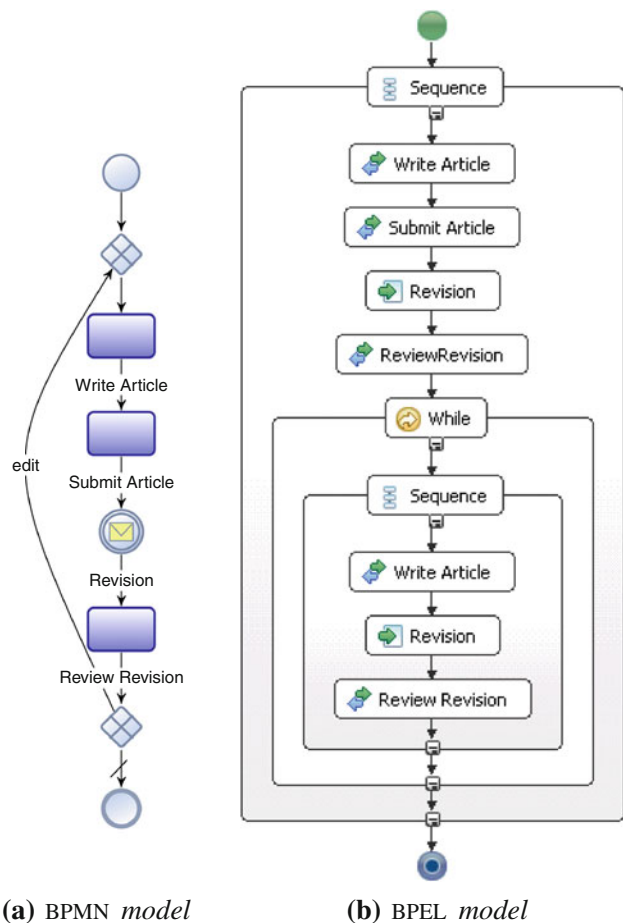 Write Article
Submit Article
edit
Revision
Review Revision
Sequence
Write Article
Submit Article
Revision
ReviewRevision
While
Sequence
Write Article
Revision
Review Revision
(a) BPMN model
(b) BPEL model